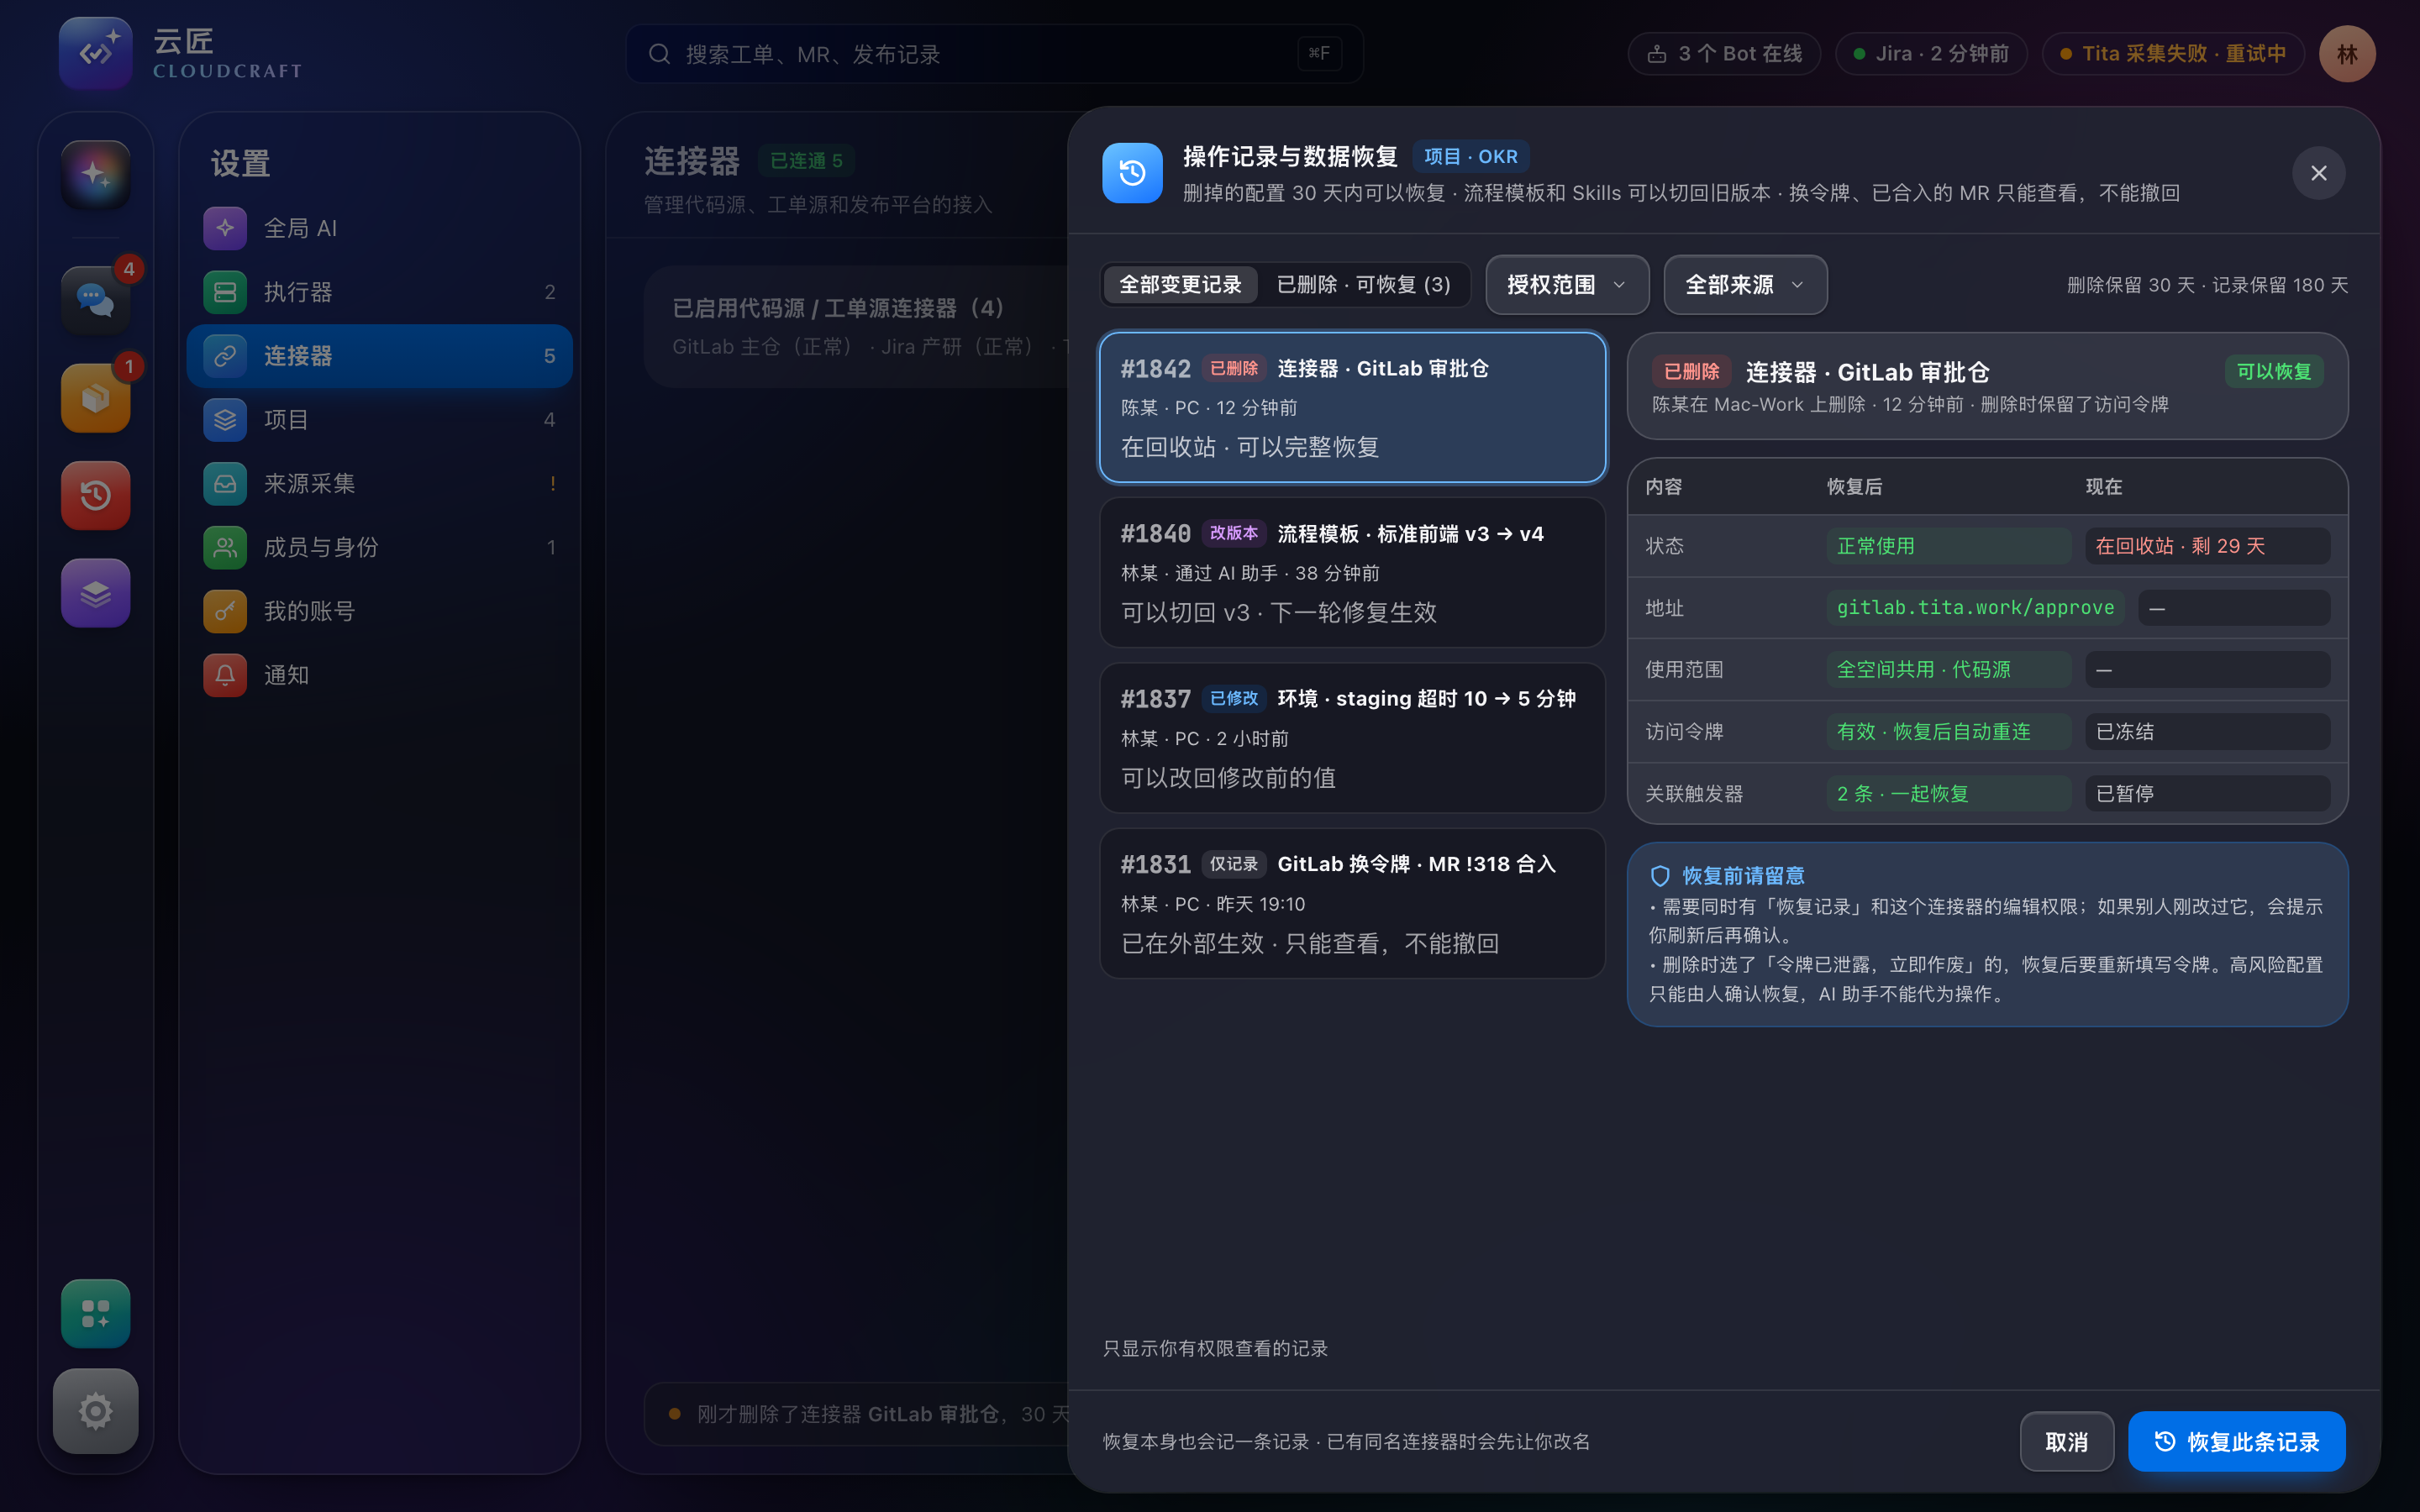 云匠
CLOUDCRAFT
搜索工单、MR、发布记录
⌘F
3 个 Bot 在线
Jira · 2 分钟前
Tita 采集失败 · 重试中
林
4
1
设置
全局 AI
执行器 2
连接器 5
项目 4
来源采集 !
成员与身份 1
我的账号
通知
连接器 已连通 5
管理代码源、工单源和发布平台的接入
已启用代码源 / 工单源连接器（4）
GitLab 主仓（正常） · Jira 产研（正常） ·
刚才删除了连接器 GitLab 审批仓，30 天
操作记录与数据恢复 项目 · OKR
删掉的配置 30 天内可以恢复 · 流程模板和 Skills 可以切回旧版本 · 换令牌、已合入的 MR 只能查看，不能撤回
全部变更记录 已删除 · 可恢复 (3) 授权范围 全部来源
删除保留 30 天 · 记录保留 180 天
#1842 已删除 连接器 · GitLab 审批仓
陈某 · PC · 12 分钟前
在回收站 · 可以完整恢复
#1840 改版本 流程模板 · 标准前端 v3 → v4
林某 · 通过 AI 助手 · 38 分钟前
可以切回 v3 · 下一轮修复生效
#1837 已修改 环境 · staging 超时 10 → 5 分钟
林某 · PC · 2 小时前
可以改回修改前的值
#1831 仅记录 GitLab 换令牌 · MR !318 合入
林某 · PC · 昨天 19:10
已在外部生效 · 只能查看，不能撤回
已删除 连接器 · GitLab 审批仓 可以恢复
陈某在 Mac-Work 上删除 · 12 分钟前 · 删除时保留了访问令牌
内容 恢复后 现在
状态 正常使用 在回收站 · 剩 29 天
地址 gitlab.tita.work/approve —
使用范围 全空间共用 · 代码源 —
访问令牌 有效 · 恢复后自动重连 已冻结
关联触发器 2 条 · 一起恢复 已暂停
恢复前请留意
• 需要同时有「恢复记录」和这个连接器的编辑权限；如果别人刚改过它，会提示
你刷新后再确认。
• 删除时选了「令牌已泄露，立即作废」的，恢复后要重新填写令牌。高风险配置
只能由人确认恢复，AI 助手不能代为操作。
只显示你有权限查看的记录
恢复本身也会记一条记录 · 已有同名连接器时会先让你改名
取消 恢复此条记录